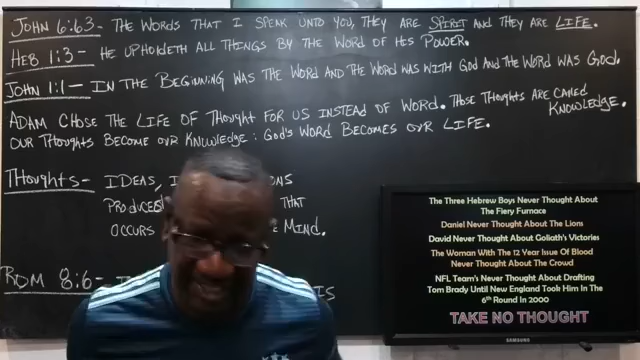 JOHN 6:63- THE WORDS THAT I SPEAK UNTO YOU, THEY ARE SPIRIT AND THEY ARE LIFE.
HEB 1:3- HE UPHOLDETH ALL THINGS BY THE WORD OF HIS POWER.
JOHN 1:1- IN THE BEGINNING WAS THE WORD AND THE WORD WAS WITH GOD AND THE WORD WAS GOD.
ADAM CHOSE THE LIFE OF THOUGHT FOR US INSTEAD OF WORD. THOSE THOUGHTS ARE CALLED KNOWLEDGE.
OUR THOUGHTS BECOME OUR KNOWLEDGE: GOD'S WORD BECOMES OUR LIFE.
THOUGHTS- IDEAS,
PRODUCED THAT
OCCURS MIND.
ROM 8:6- IS
The Three Hebrew Boys Never Thought About
The Fiery Furnace
Daniel Never Thought About The Lions
David Never Thought About Goliath's Victories
The Woman With The 12 Year Issue Of Blood
Never Thought About The Crowd
NFL Team's Never Thought About Drafting
Tom Brady Until New England Took Him In The
6th Round In 2000
TAKE NO THOUGHT
SAMSUNG